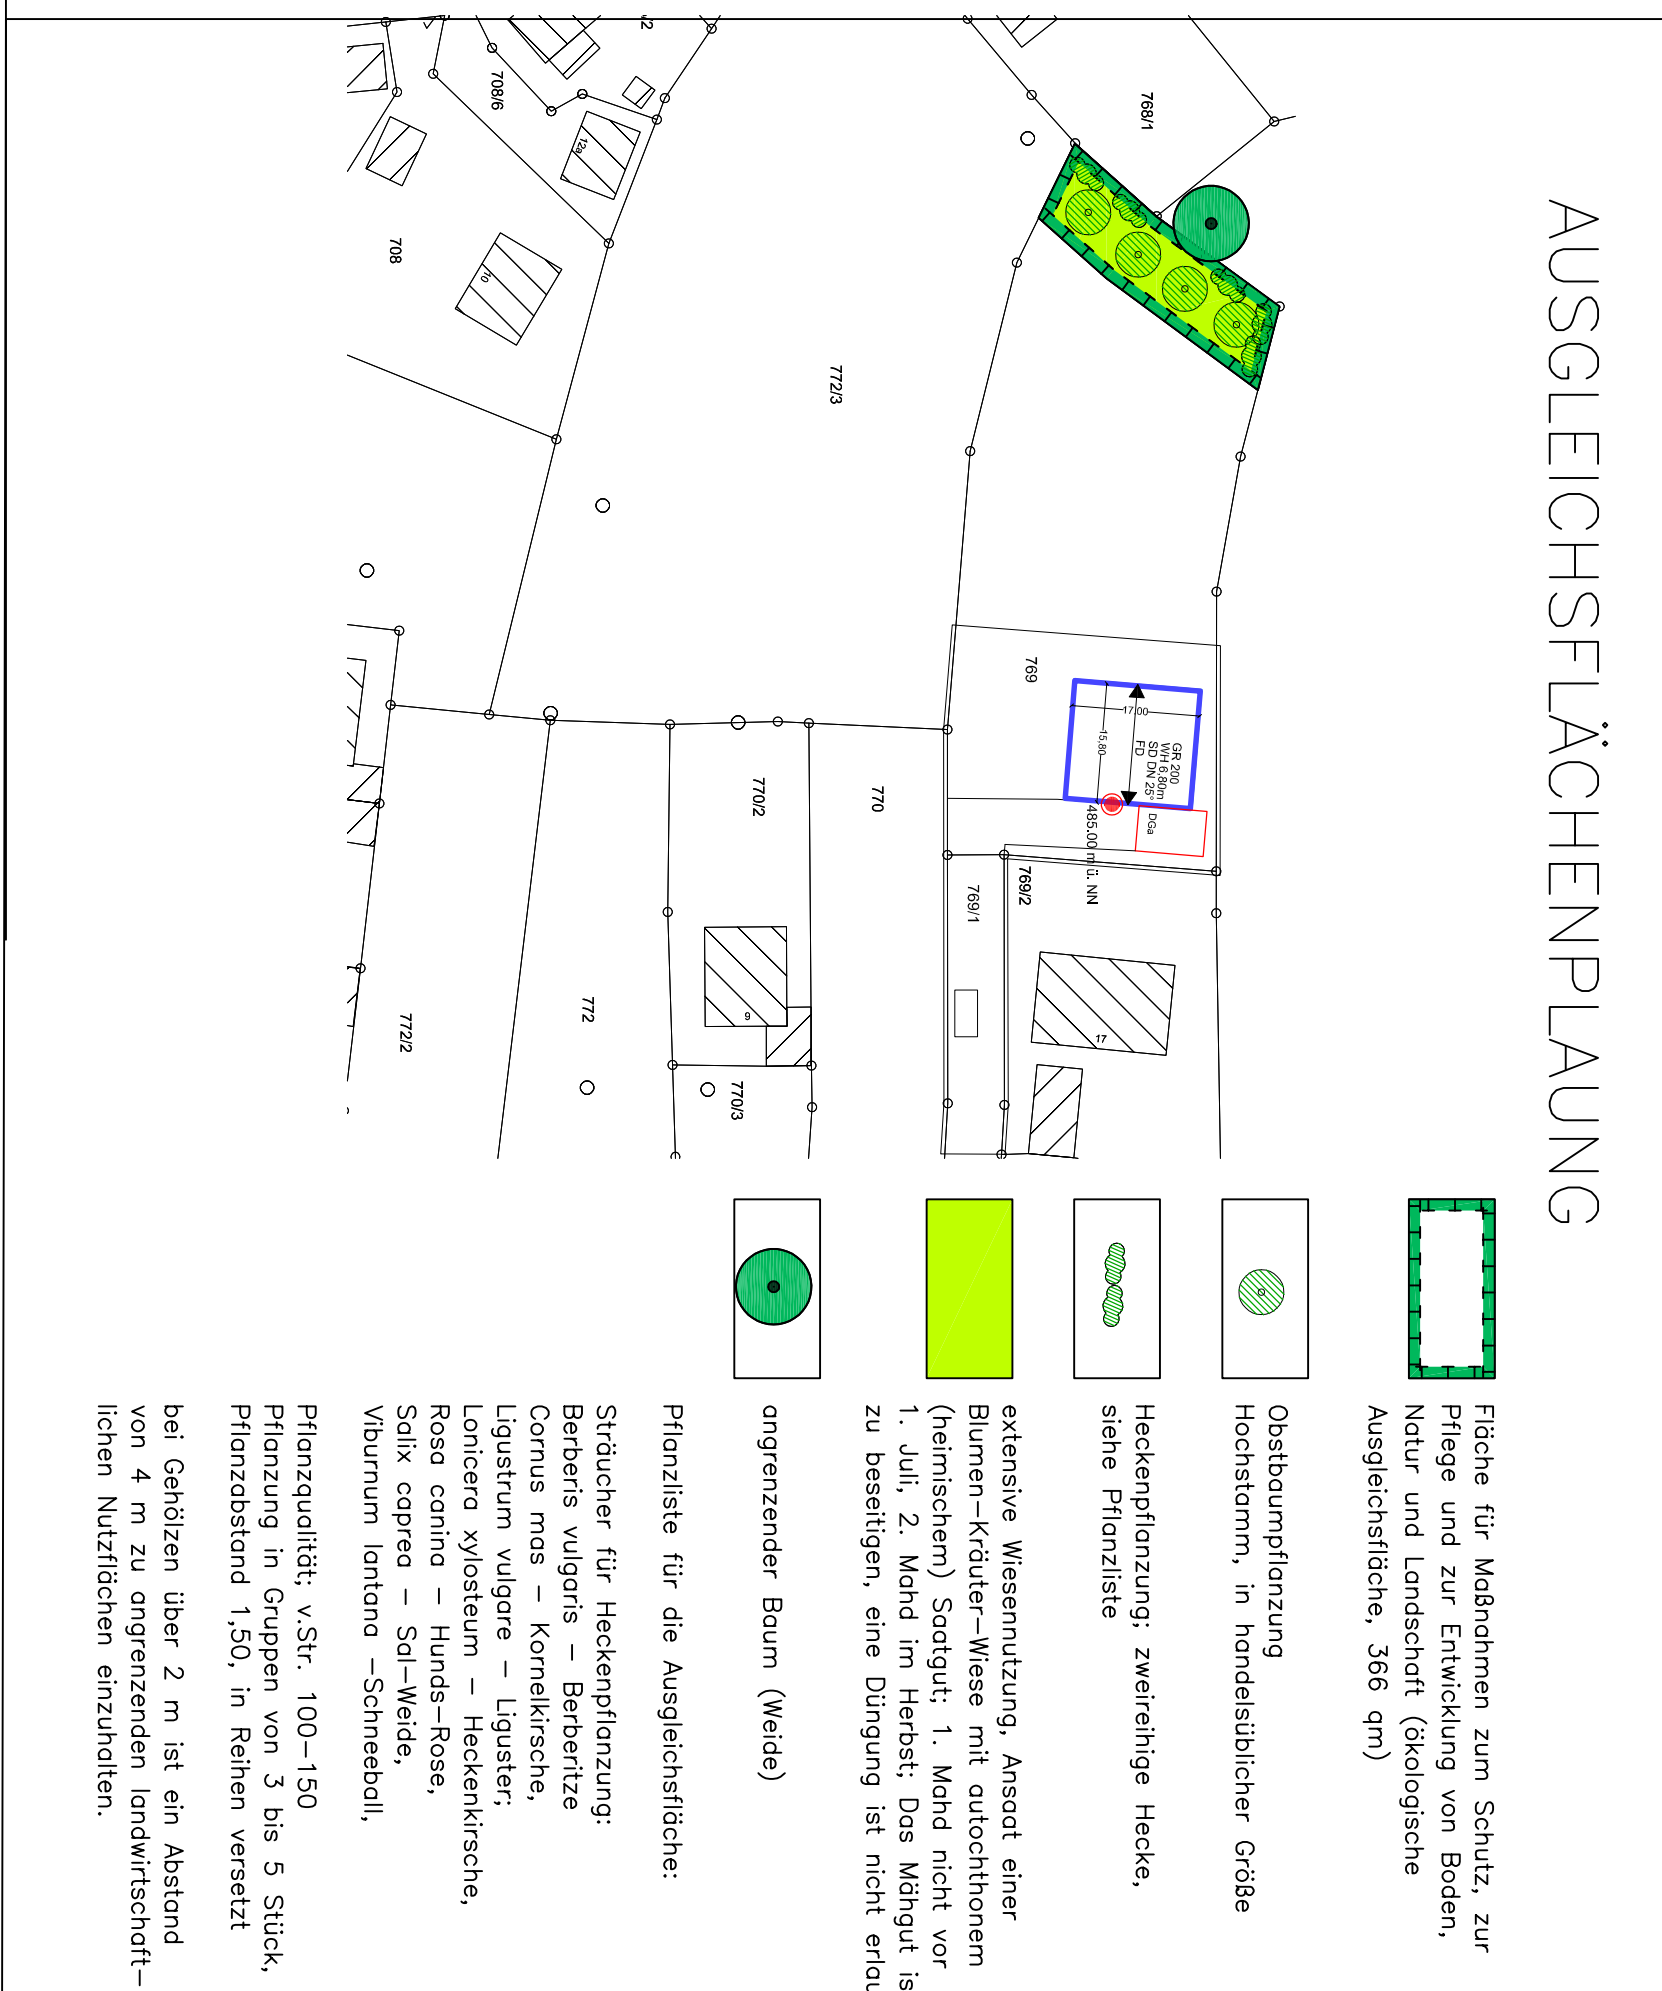 AUSGLEICHSFLÄCHENPLAUNG
768/1
708/6
12a
708
10
772/3
769
17.00
15,80
GR 200
WH 6,80m
SD DN 25°
FD
DGa
485.00 m ü. NN
770/2
770
769/1
769/2
772
772/2
9
17
770/3
Fläche für Maßnahmen zum Schutz, zur
Pflege und zur Entwicklung von Boden,
Natur und Landschaft (ökologische
Ausgleichsfläche, 366 qm)
Obstbaumpflanzung
Hochstamm, in handelsüblicher Größe
Heckenpflanzung; zweireihige Hecke,
siehe Pflanzliste
extensive Wiesennutzung, Ansaat einer
Blumen-Kräuter-Wiese mit autochthonem
(heimischem) Saatgut; 1. Mahd nicht vor
1. Juli, 2. Mahd im Herbst; Das Mähgut is
zu beseitigen, eine Düngung ist nicht erlau
angrenzender Baum (Weide)
Pflanzliste für die Ausgleichsfläche:
Sträucher für Heckenpflanzung:
Berberis vulgaris - Berberitze
Cornus mas - Kornelkirsche,
Ligustrum vulgare - Liguster;
Lonicera xylosteum - Heckenkirsche,
Rosa canina - Hunds-Rose,
Salix caprea - Sal-Weide,
Viburnum lantana -Schneeball,
Pflanzqualität; v.Str. 100-150
Pflanzung in Gruppen von 3 bis 5 Stück,
Pflanzabstand 1,50, in Reihen versetzt
bei Gehölzen über 2 m ist ein Abstand
von 4 m zu angrenzenden landwirtschaft-
lichen Nutzflächen einzuhalten.